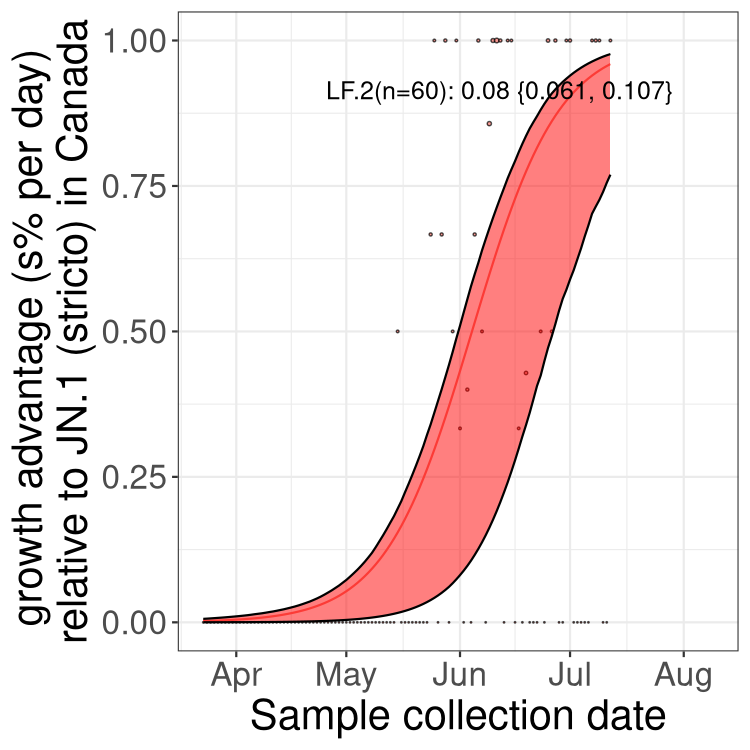 growth advantage (s% per day)
relative to JN.1 (stricto) in Canada
1.00
0.75
0.50
0.25
0.00
LF.2(n=60): 0.08 {0.061, 0.107}
Apr May Jun Jul Aug
Sample collection date